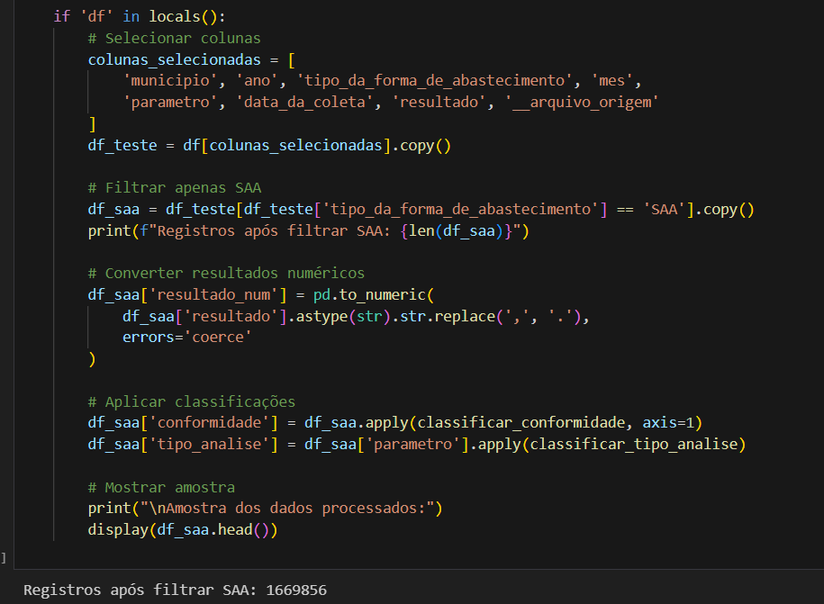 if 'df' in locals():
    # Selecionar colunas
    colunas_selecionadas = [
        'municipio', 'ano', 'tipo_da_forma_de_abastecimento', 'mes',
        'parametro', 'data_da_coleta', 'resultado', '__arquivo_origem'
    ]
    df_teste = df[colunas_selecionadas].copy()

    # Filtrar apenas SAA
    df_saa = df_teste[df_teste['tipo_da_forma_de_abastecimento'] == 'SAA'].copy()
    print(f"Registros após filtrar SAA: {len(df_saa)}")

    # Converter resultados numéricos
    df_saa['resultado_num'] = pd.to_numeric(
        df_saa['resultado'].astype(str).str.replace(',', '.'),
        errors='coerce'
    )

    # Aplicar classificações
    df_saa['conformidade'] = df_saa.apply(classificar_conformidade, axis=1)
    df_saa['tipo_analise'] = df_saa['parametro'].apply(classificar_tipo_analise)

    # Mostrar amostra
    print("\nAmostra dos dados processados:")
    display(df_saa.head())
]
Registros após filtrar SAA: 1669856